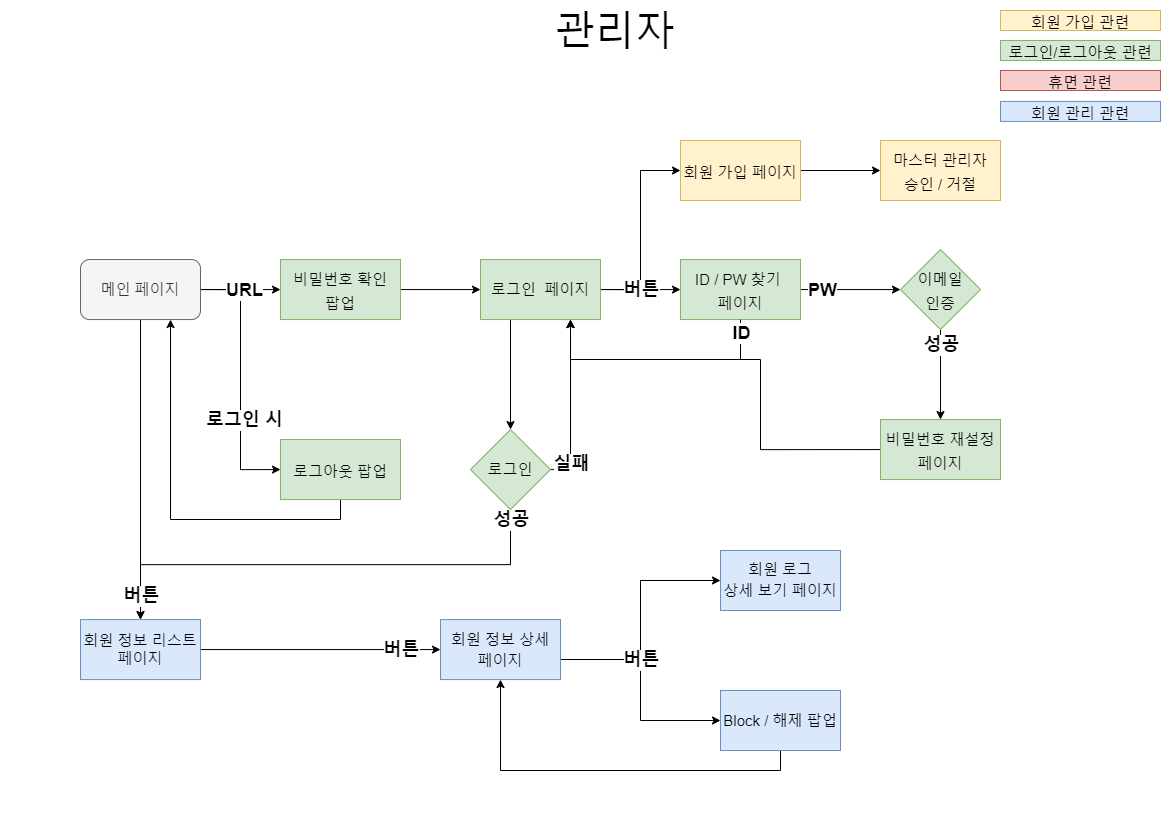 관리자
회원 가입 관련
로그인/로그아웃 관련
휴면 관련
회원 관리 관련
회원 가입 페이지
마스터 관리자
승인 / 거절
메인 페이지
URL
비밀번호 확인
팝업
로그인 페이지
버튼
ID / PW 찾기
페이지
PW
이메일
인증
ID
성공
로그인 시
로그아웃 팝업
로그인
실패
비밀번호 재설정
페이지
성공
버튼
회원 정보 리스트
페이지
버튼
회원 정보 상세
페이지
버튼
회원 로그
상세 보기 페이지
Block / 해제 팝업